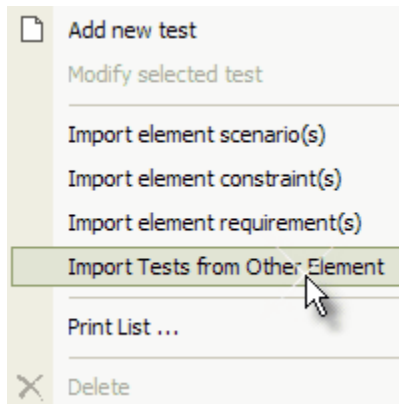 Add new test
Modify selected test
Import element scenario(s)
Import element constraint(s)
Import element requirement(s)
Import Tests from Other Element
Print List ...
Delete